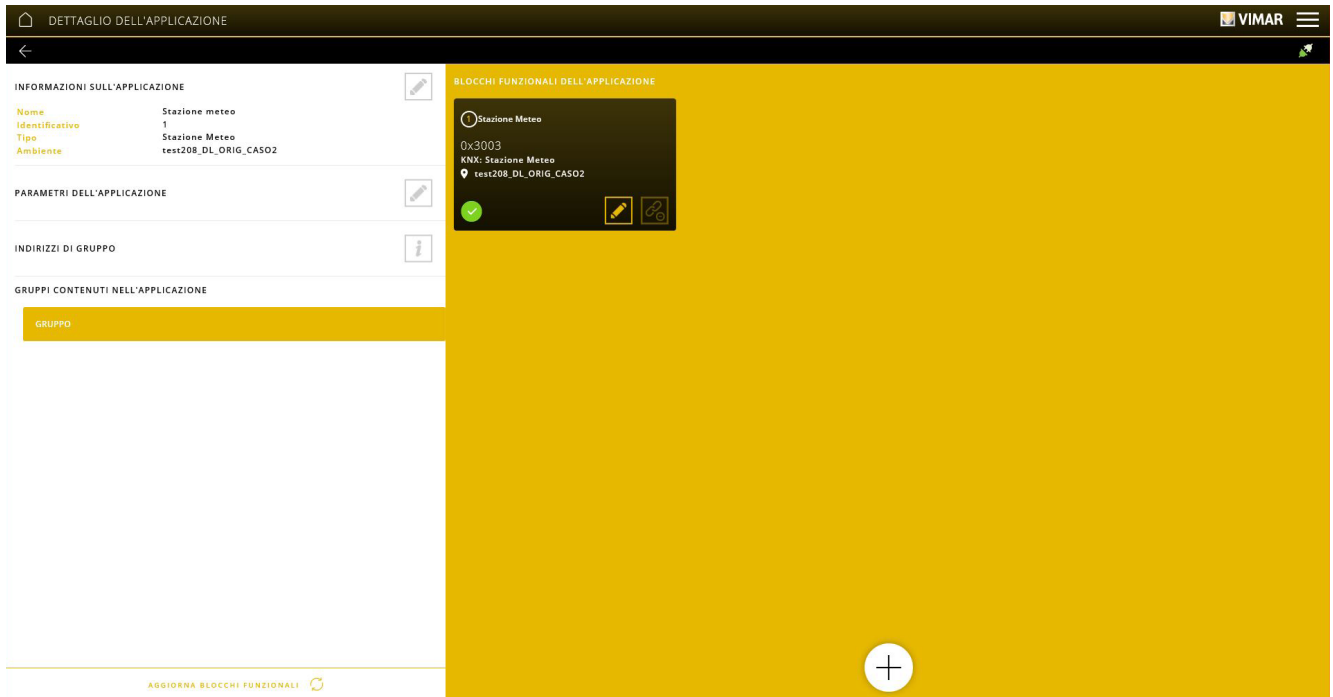 DETTAGLIO DELL'APPLICAZIONE
VIMAR
INFORMAZIONI SULL'APPLICAZIONE
Nome Stazione meteo
Identificativo 1
Tipo Stazione Meteo
Ambiente test208_DL_ORIG_CASO2
PARAMETRI DELL'APPLICAZIONE
INDIRIZZI DI GRUPPO
i
GRUPPI CONTENUTI NELL'APPLICAZIONE
GRUPPO
AGGIORNA BLOCCHI FUNZIONALI
BLOCCHI FUNZIONALI DELL'APPLICAZIONE
1 Stazione Meteo
0x3003
KNX: Stazione Meteo
test208_DL_ORIG_CASO2